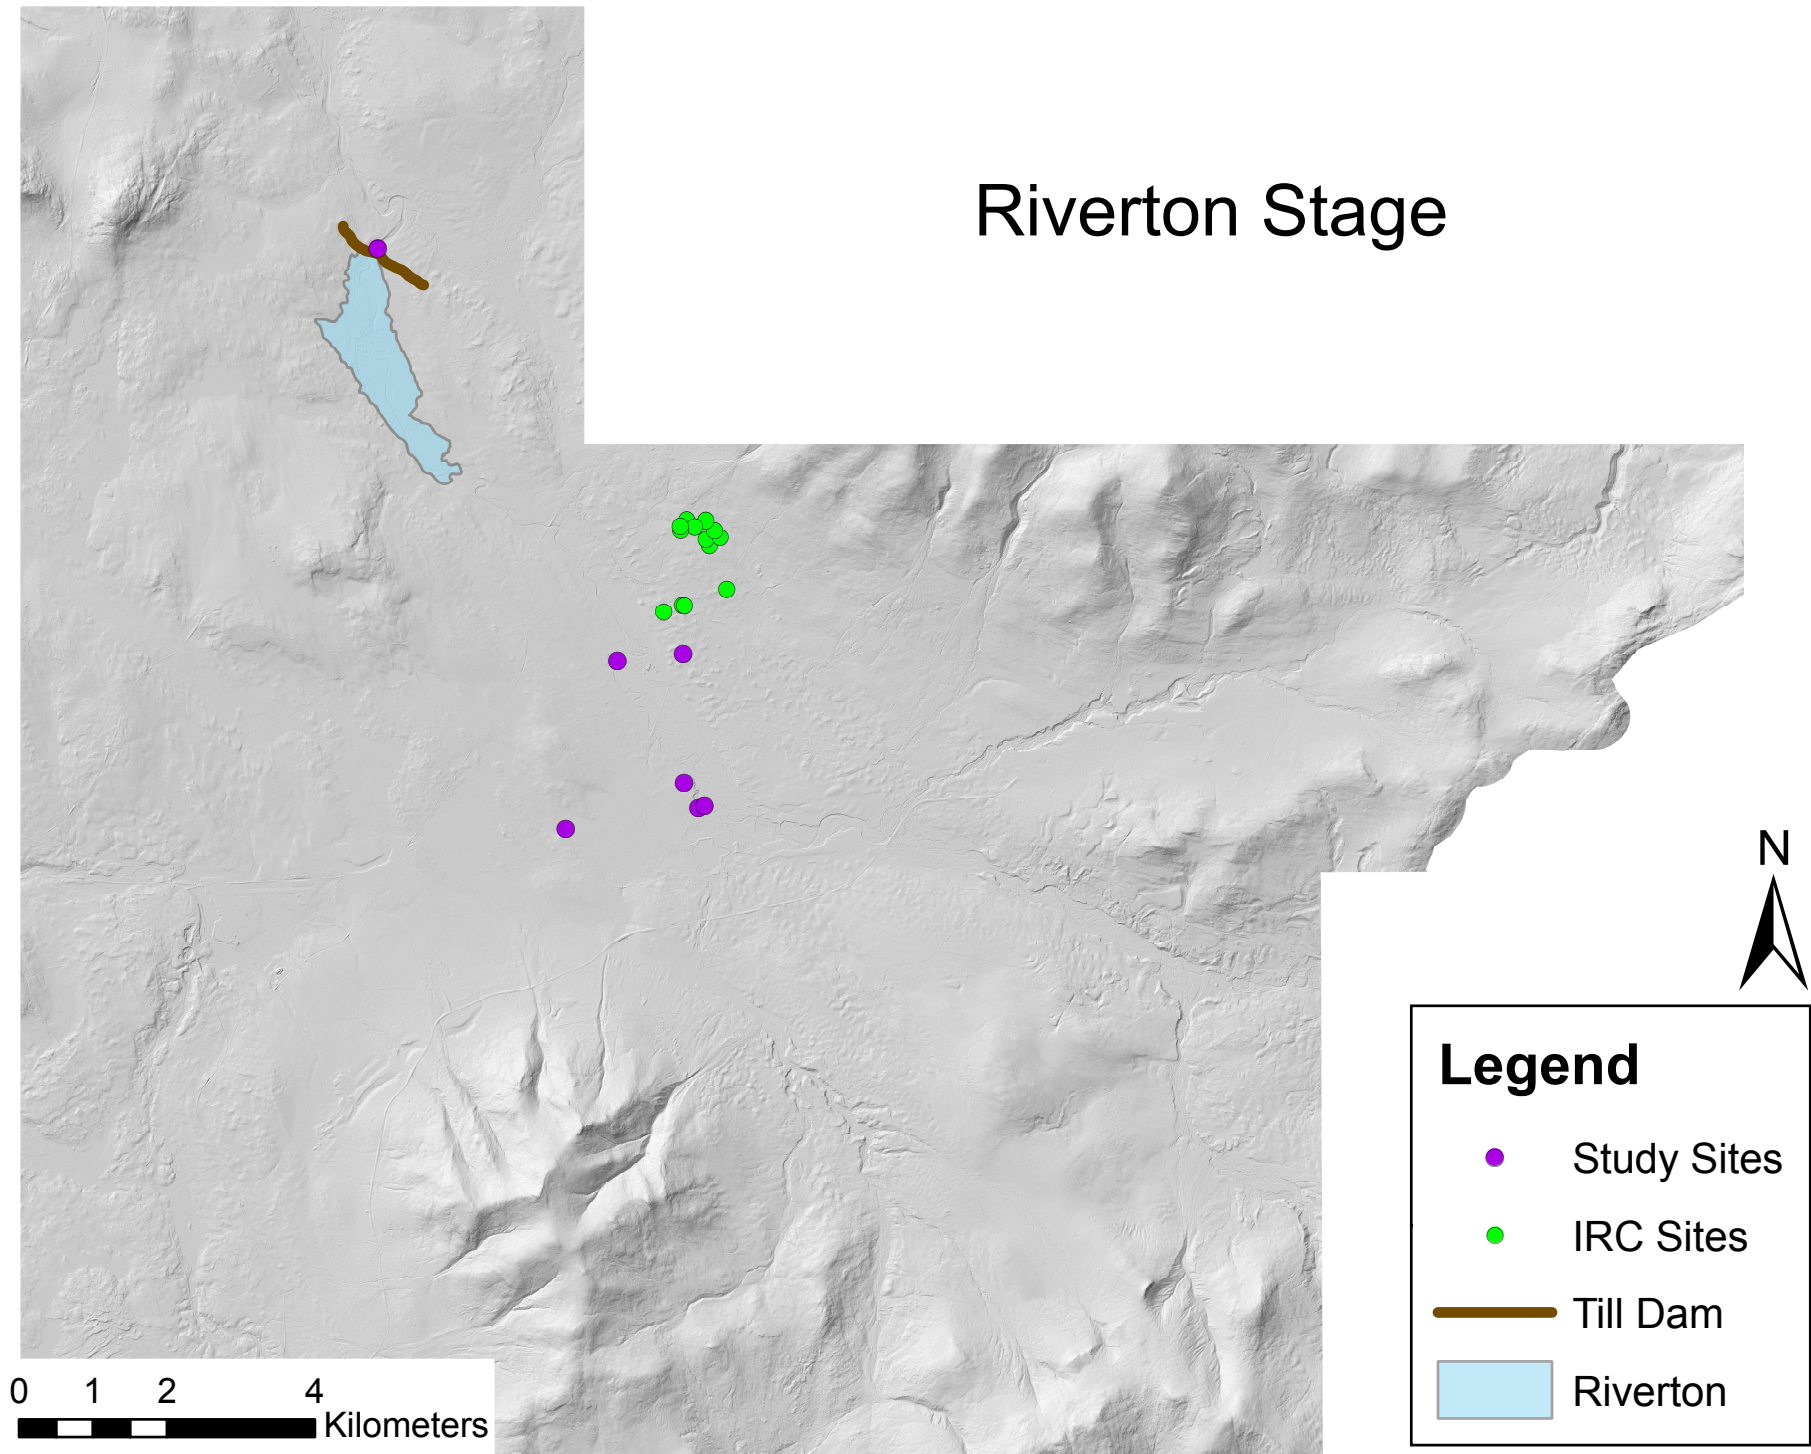 Riverton Stage
N
Legend
Study Sites
IRC Sites
Till Dam
Riverton
0 1 2 4
Kilometers